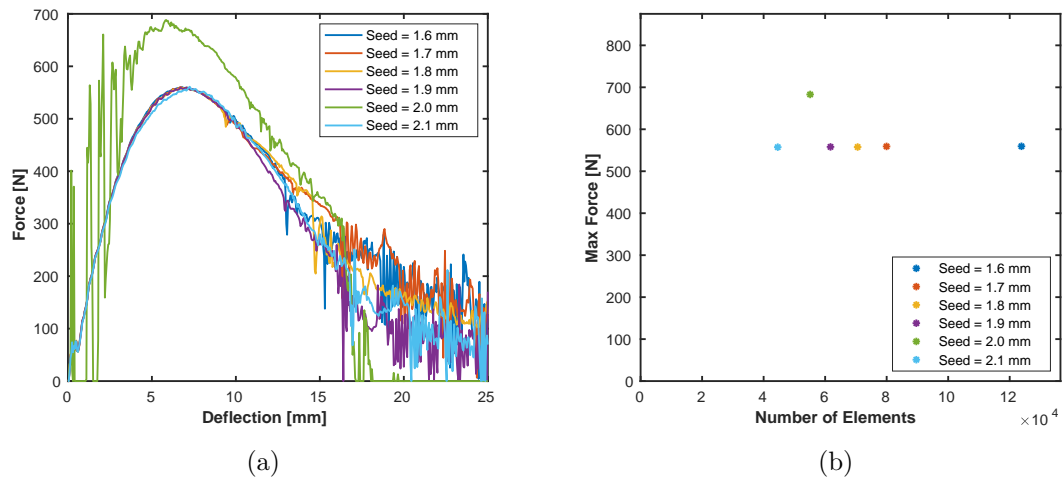 700
600
500
400
300
200
100
0
Force [N]
0 5 10 15 20 25
Deflection [mm]
Seed = 1.6 mm
Seed = 1.7 mm
Seed = 1.8 mm
Seed = 1.9 mm
Seed = 2.0 mm
Seed = 2.1 mm
(a)
800
700
600
500
400
300
200
100
0
Max Force [N]
0 2 4 6 8 10 12
Number of Elements
×10 4
Seed = 1.6 mm
Seed = 1.7 mm
Seed = 1.8 mm
Seed = 1.9 mm
Seed = 2.0 mm
Seed = 2.1 mm
(b)